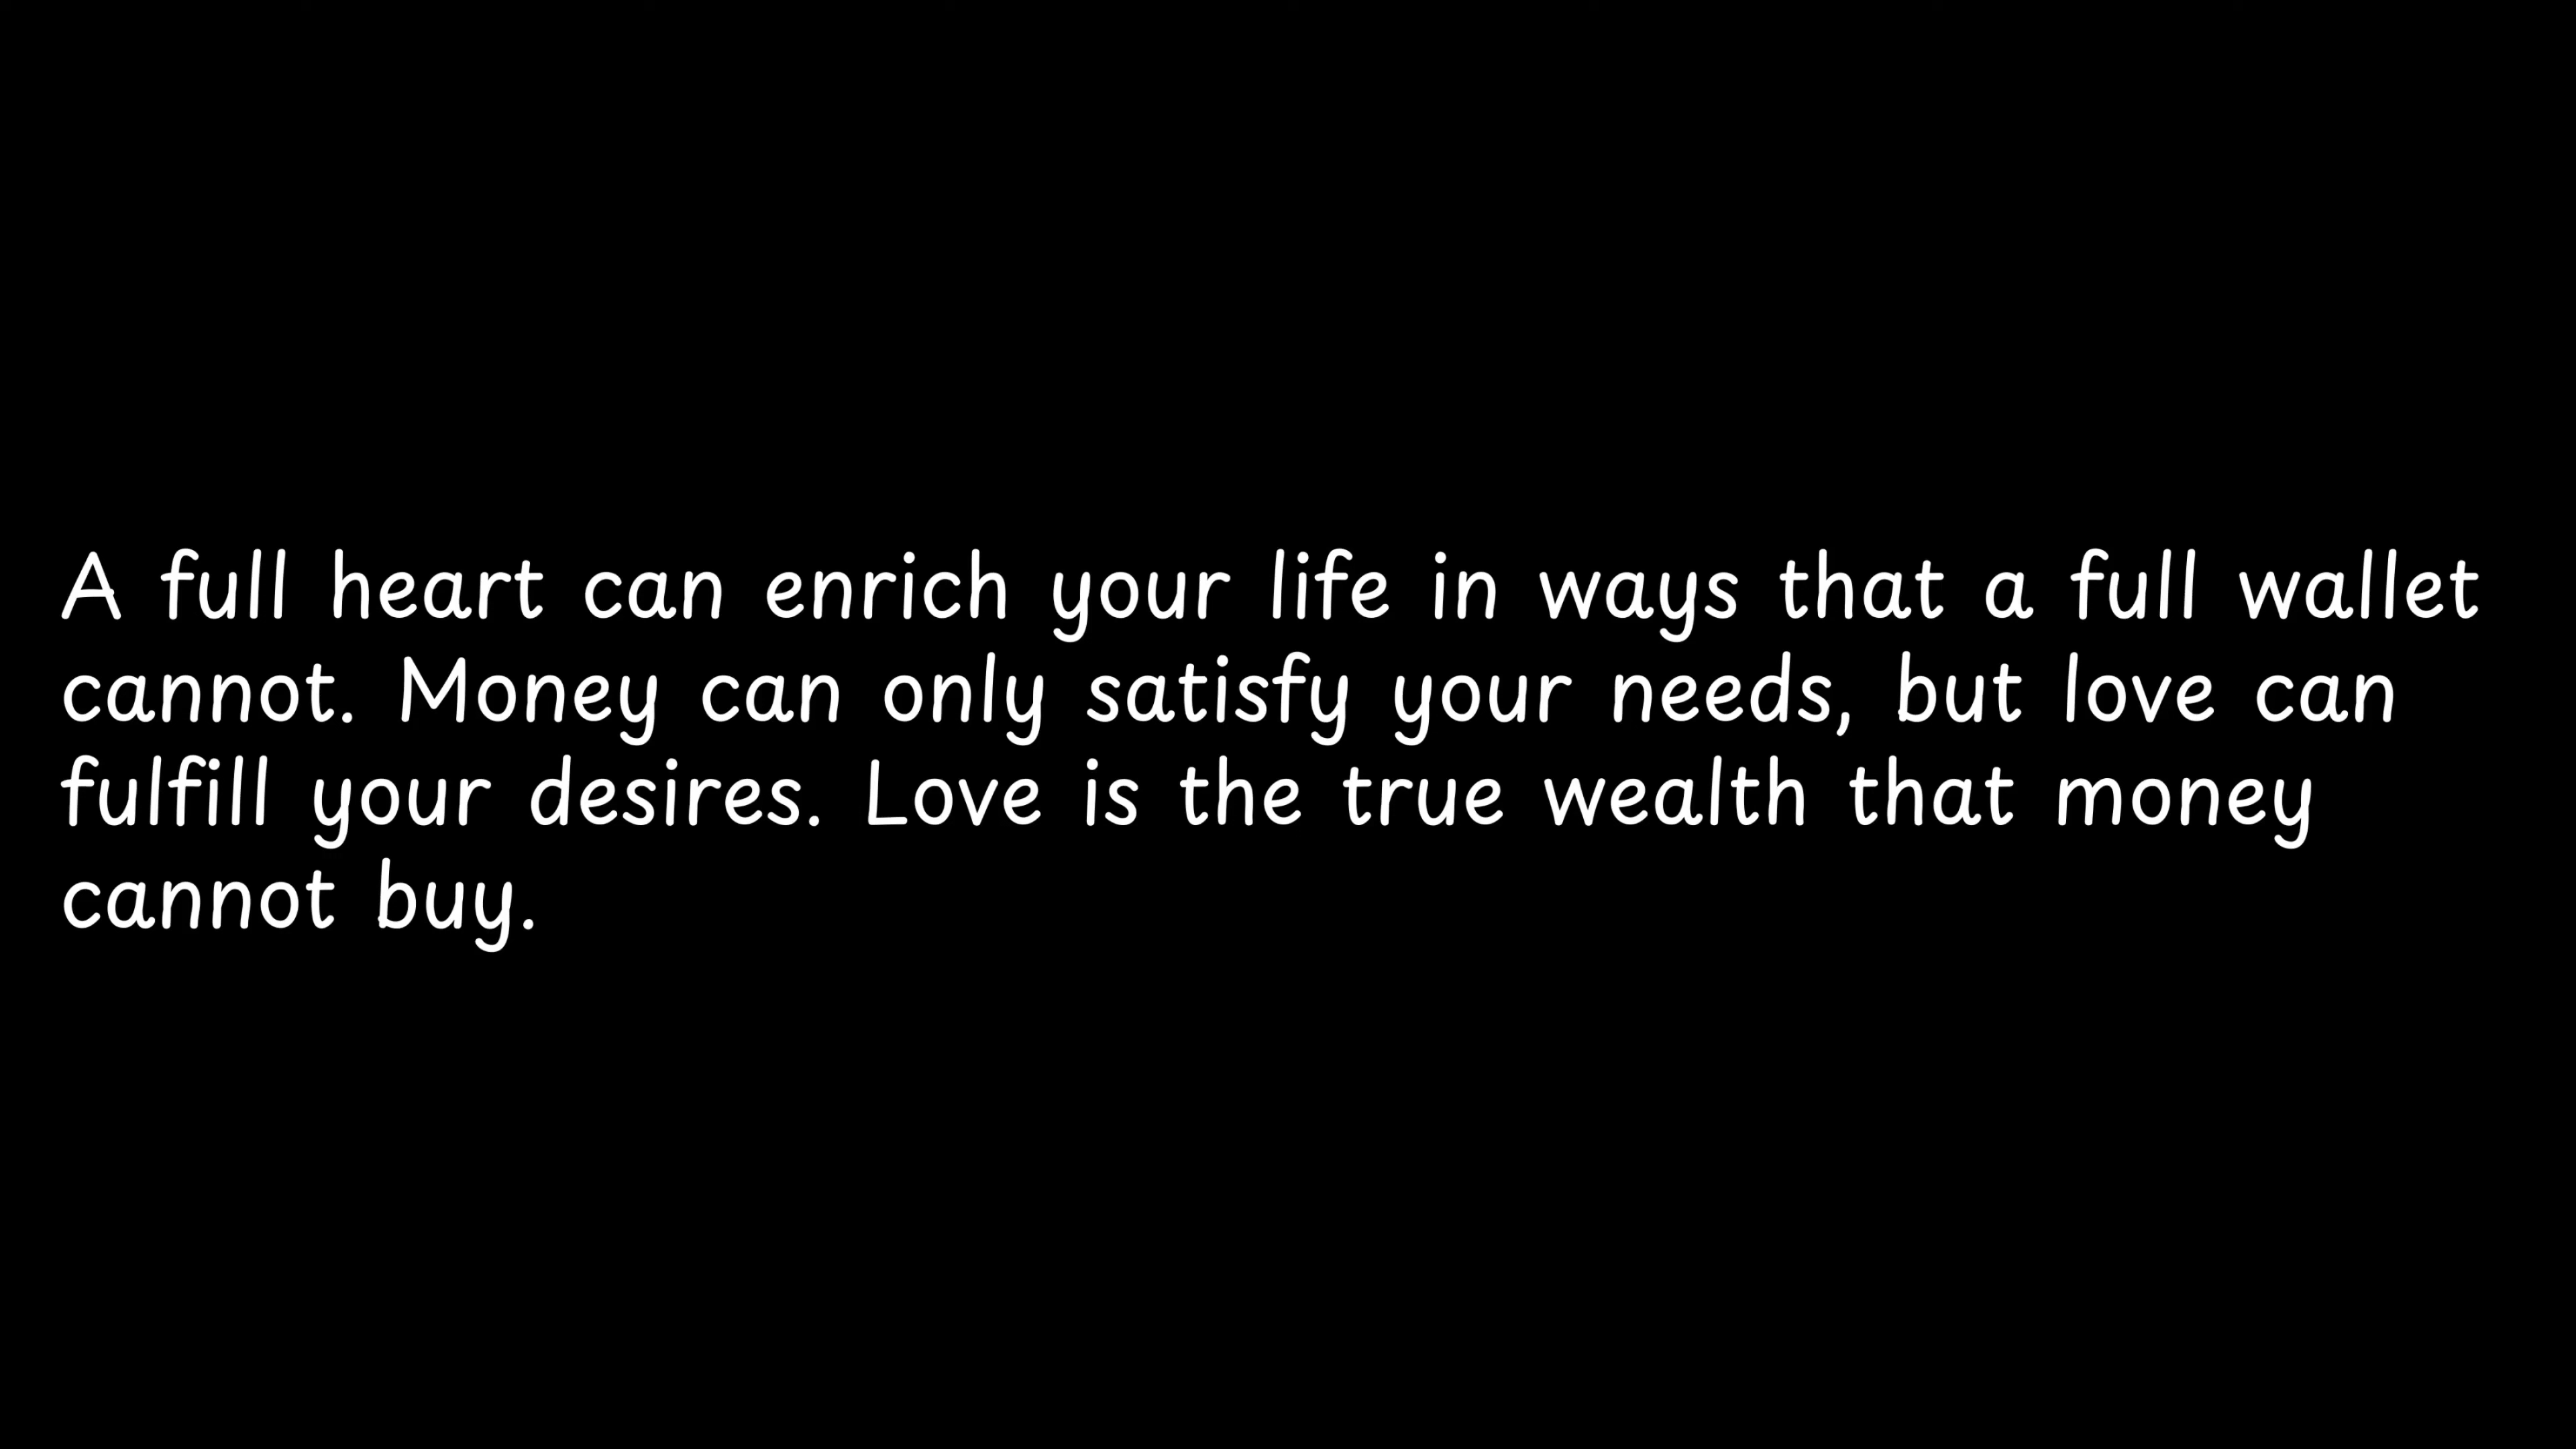 A full heart can enrich your life in ways that a full wallet
cannot. Money can only satisfy your needs, but love can
fulfill your desires. Love is the true wealth that money
cannot buy.